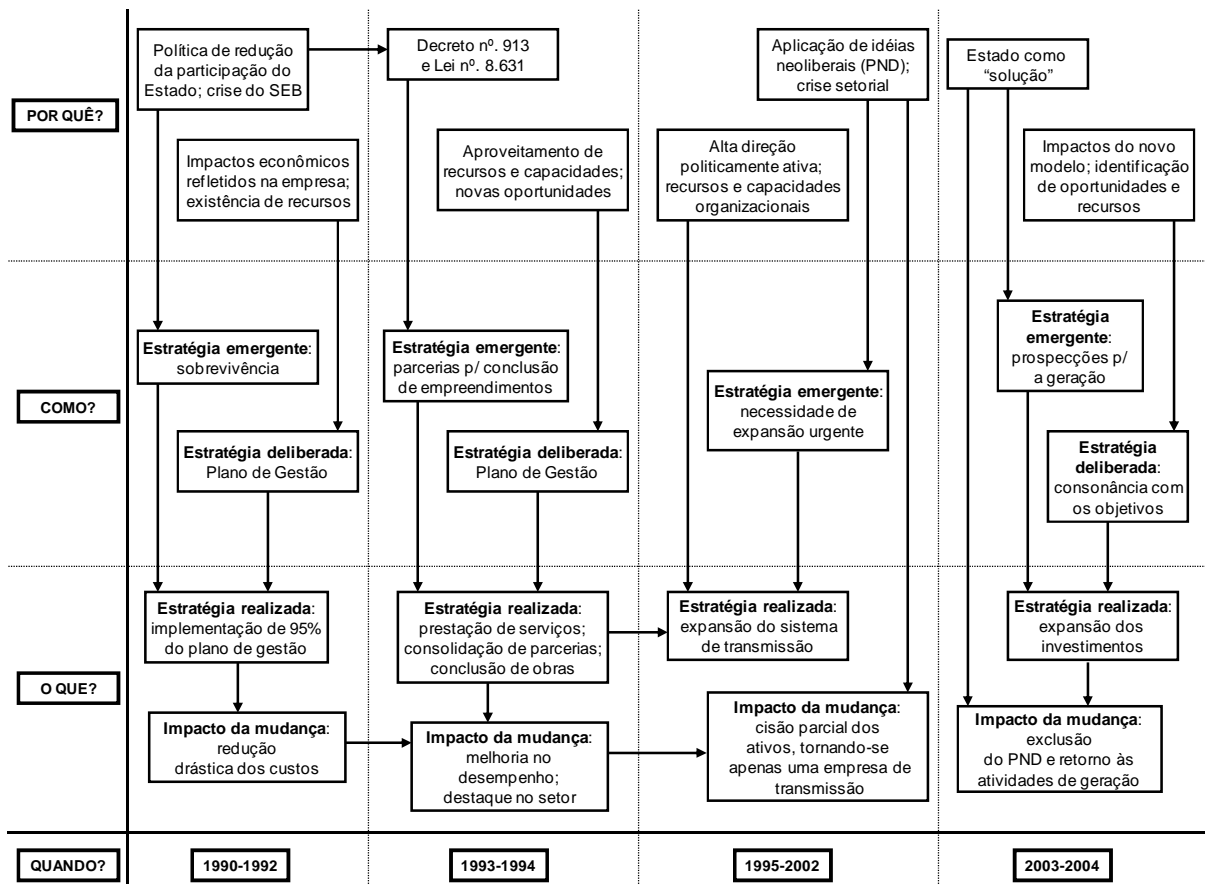 POR QUÊ?
Política de redução
da participação do
Estado; crise do SEB
Decreto nº. 913
e Lei nº. 8.631
Aplicação de idéias
neoliberais (PND);
crise setorial
Estado como
“solução”
Impactos econômicos
refletidos na empresa;
existência de recursos
Aproveitamento de
recursos e capacidades;
novas oportunidades
Alta direção
politicamente ativa;
recursos e capacidades
organizacionais
Impactos do novo
modelo; identificação
de oportunidades e
recursos
COMO?
Estratégia emergente:
sobrevivência
Estratégia emergente:
parcerias p/ conclusão
de empreendimentos
Estratégia emergente:
necessidade de
expansão urgente
Estratégia
emergente:
prospecções p/
a geração
Estratégia deliberada:
Plano de Gestão
Estratégia deliberada:
Plano de Gestão
Estratégia
deliberada:
consonância com
os objetivos
O QUE?
Estratégia realizada:
implementação de 95%
do plano de gestão
Estratégia realizada:
prestação de serviços;
consolidação de parcerias;
conclusão de obras
Estratégia realizada:
expansão do sistema
de transmissão
Estratégia realizada:
expansão dos
investimentos
Impacto da mudança:
redução
drástica dos custos
Impacto da mudança:
melhoria no
desempenho;
destaque no setor
Impacto da mudança:
cisão parcial dos
ativos, tornando-se
apenas uma empresa de
transmissão
Impacto da mudança:
exclusão
do PND e retorno às
atividades de geração
QUANDO?
1990-1992
1993-1994
1995-2002
2003-2004